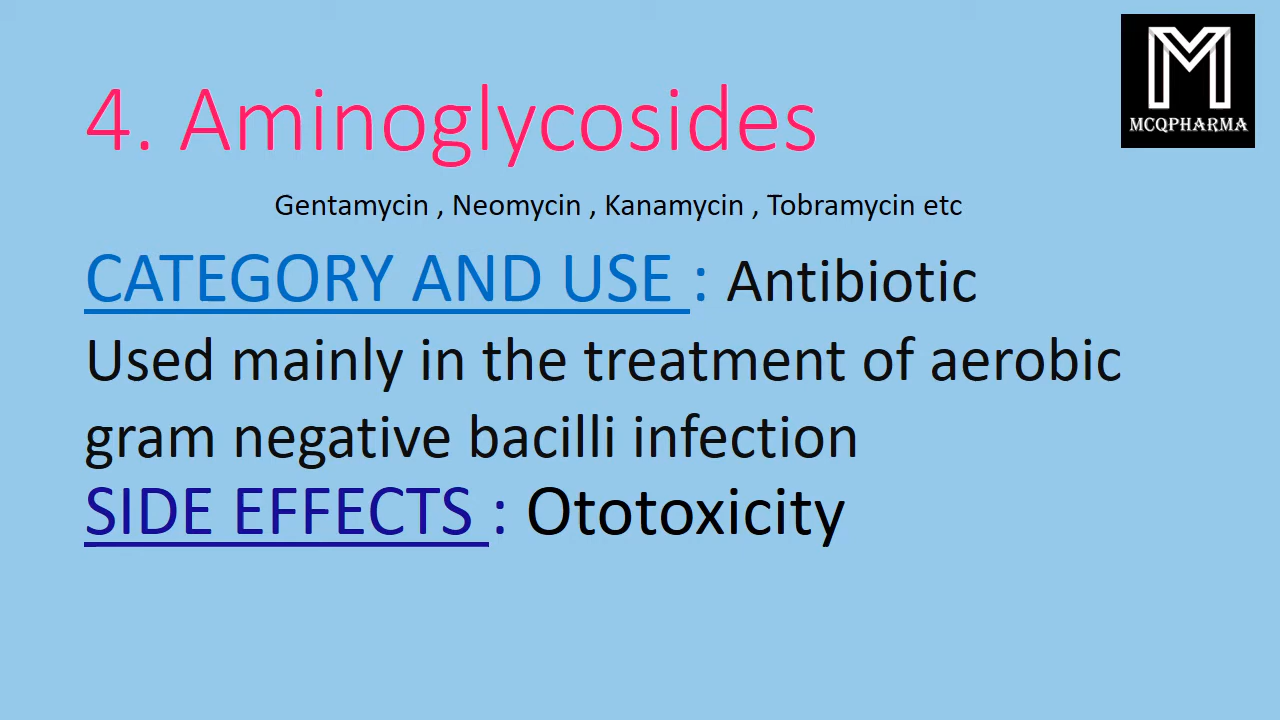 M
MCQPHARMA
4. Aminoglycosides
Gentamycin , Neomycin , Kanamycin , Tobramycin etc
CATEGORY AND USE : Antibiotic
Used mainly in the treatment of aerobic
gram negative bacilli infection
SIDE EFFECTS : Ototoxicity